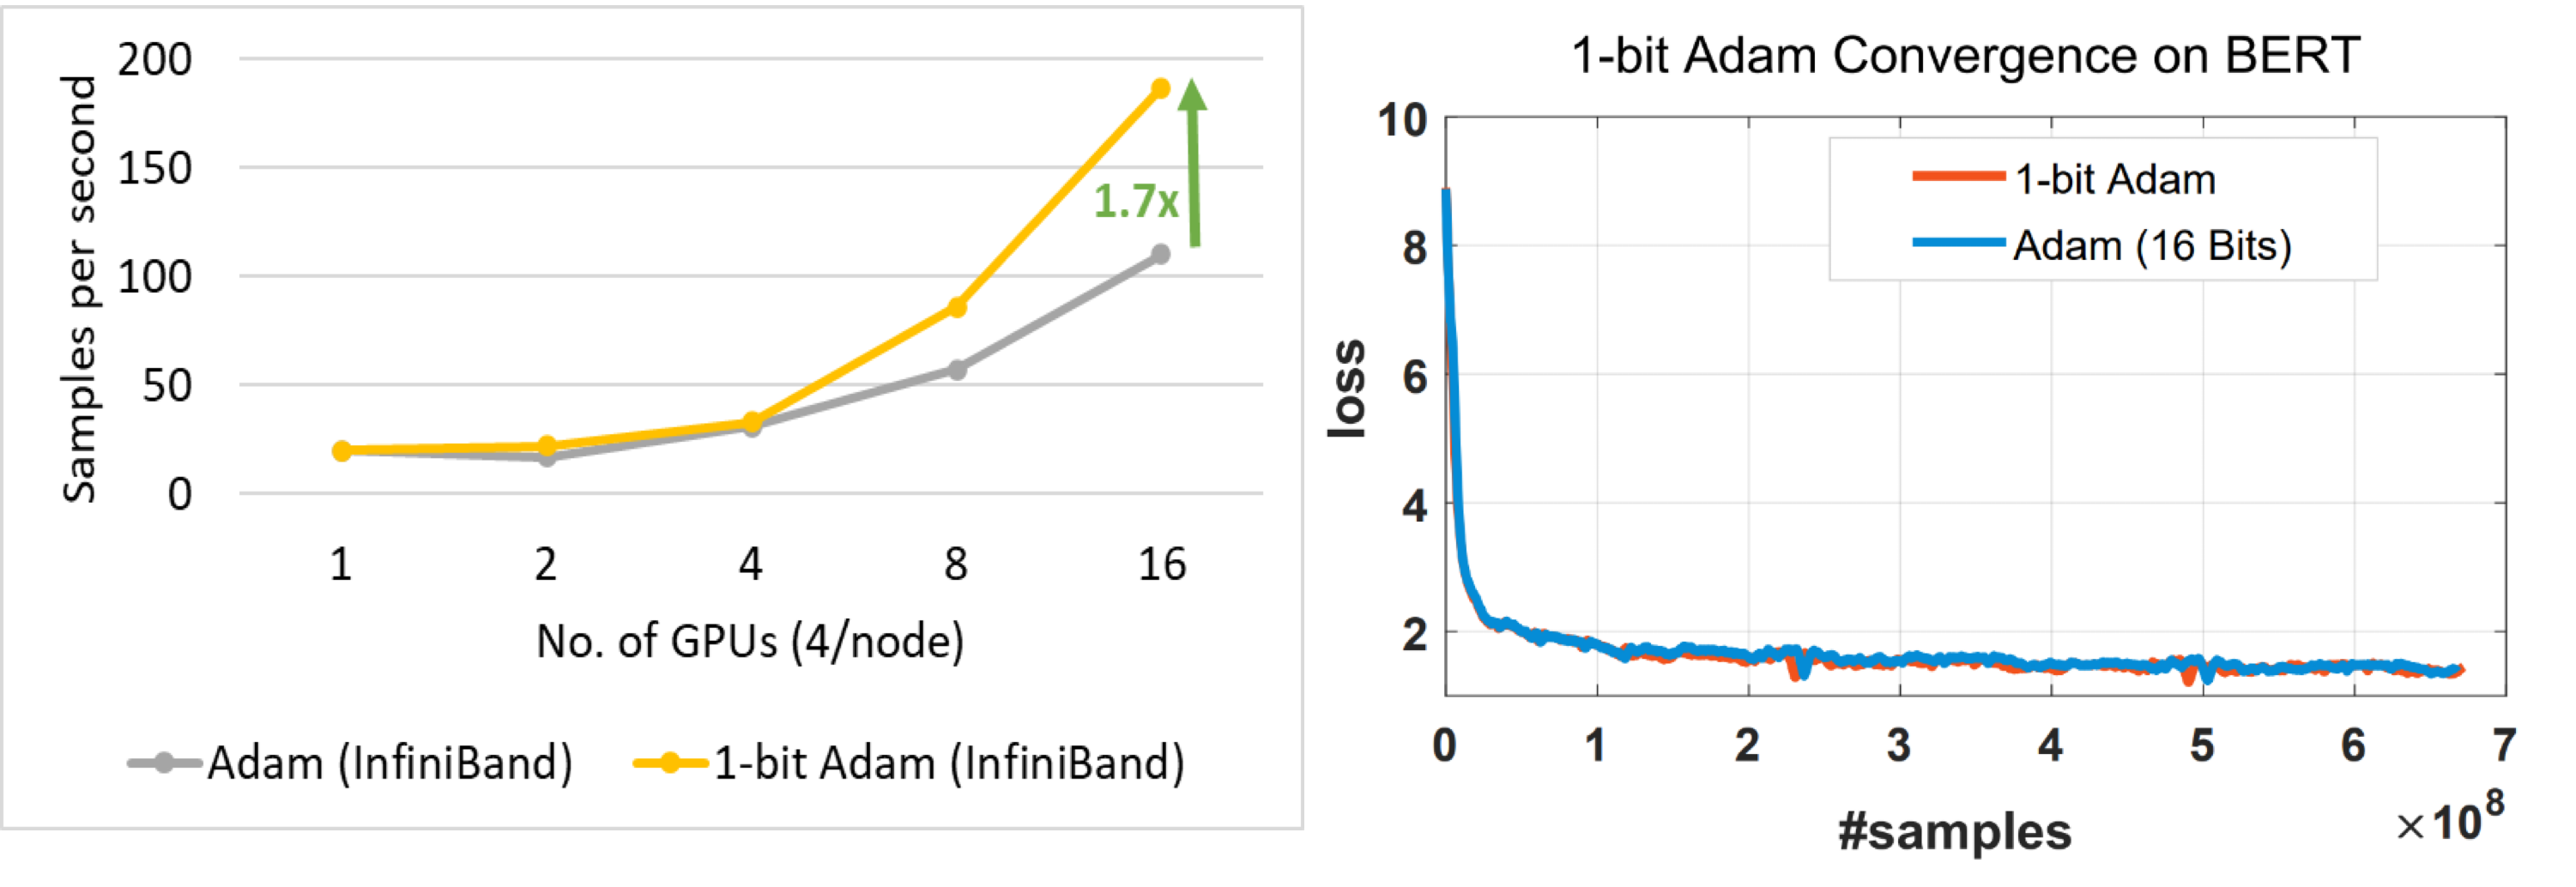 200
150
100
50
0
Samples per second
1.7x
1 2 4 8 16
No. of GPUs (4/node)
Adam (InfiniBand) 1-bit Adam (InfiniBand)
1-bit Adam Convergence on BERT
10
8
6
4
2
loss
1-bit Adam
Adam (16 Bits)
0 1 2 3 4 5 6 7
×10⁸
#samples